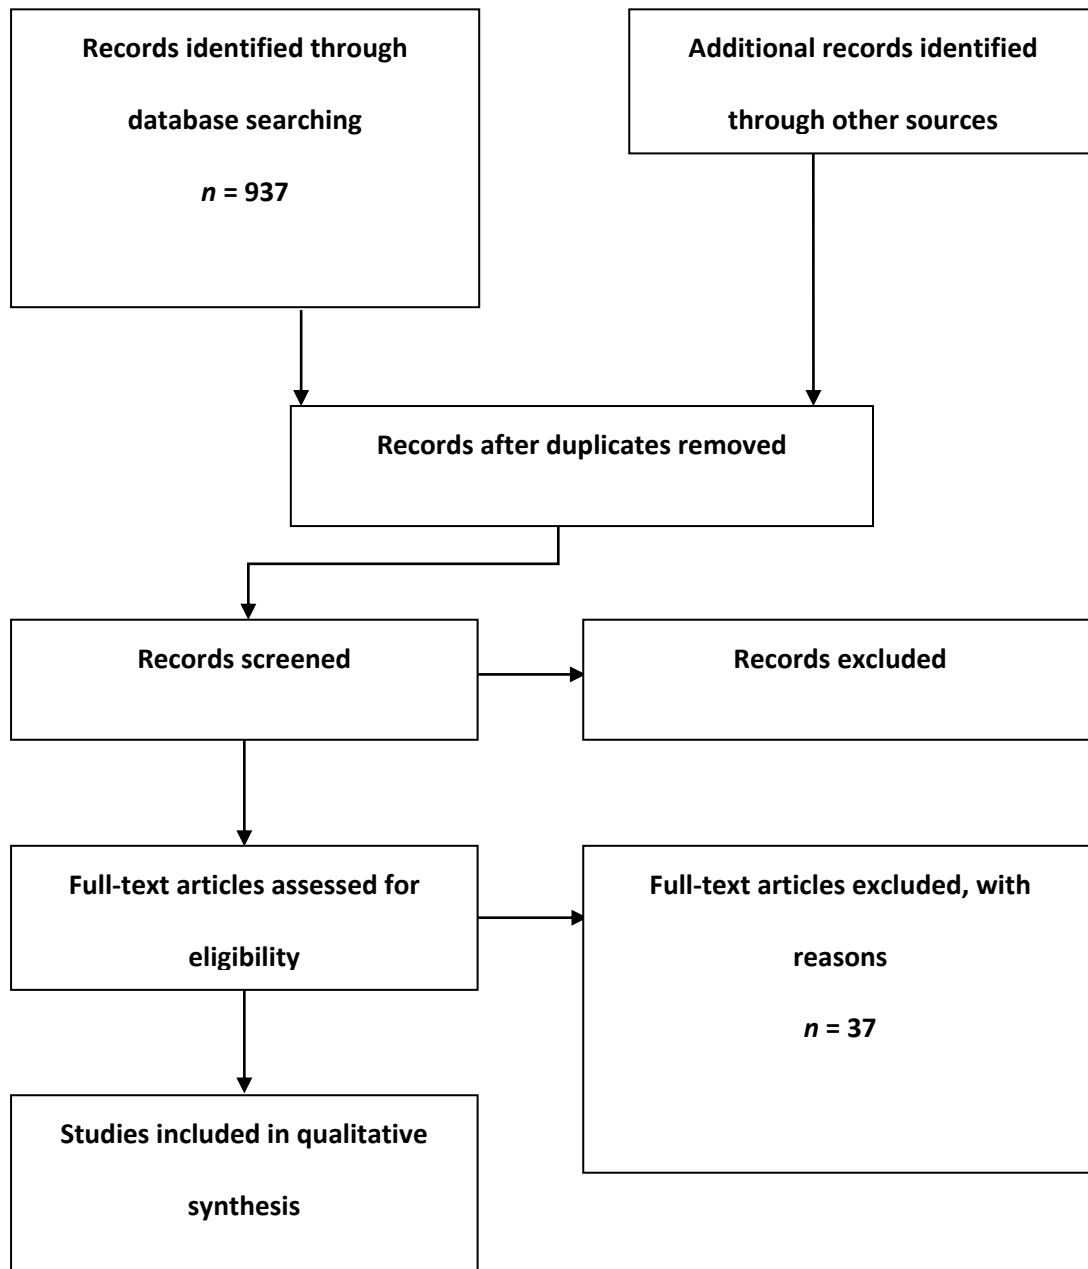 Records identified through
database searching
n = 937
Additional records identified
through other sources
Records after duplicates removed
Records screened
Records excluded
Full-text articles assessed for
eligibility
Full-text articles excluded, with
reasons
n = 37
Studies included in qualitative
synthesis